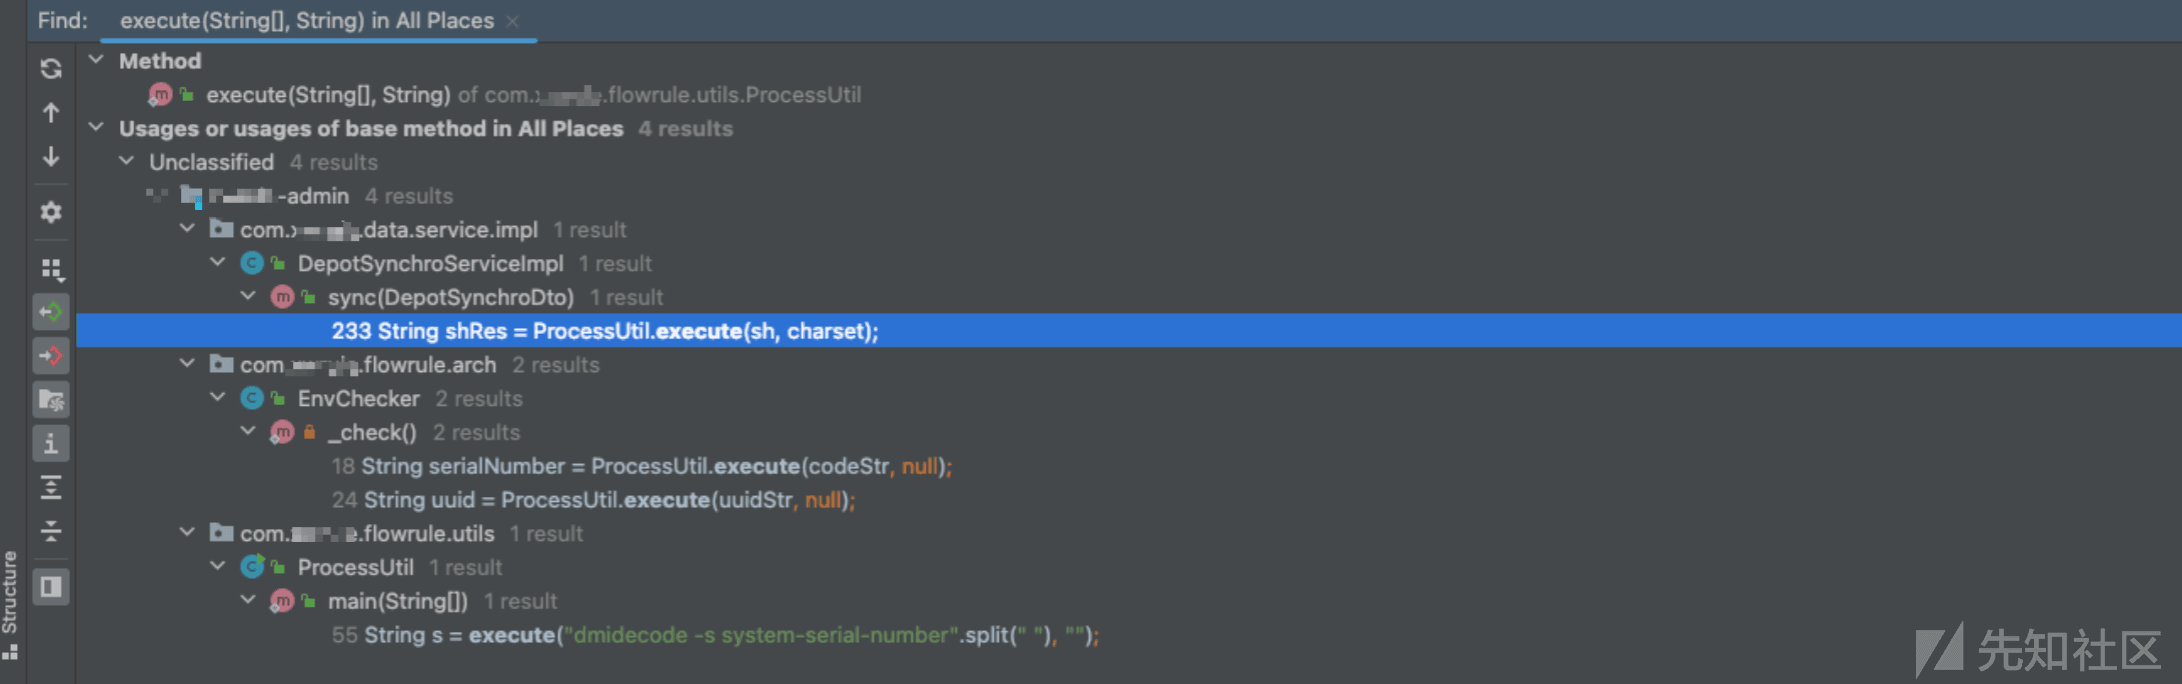 Find: execute(String[], String) in All Places
Method
execute(String[], String) of com. .flowrule.utils.ProcessUtil
Usages or usages of base method in All Places 4 results
Unclassified 4 results
-admin 4 results
com. .data.service.impl 1 result
DepotSynchroServiceImpl 1 result
sync(DepotSynchroDto) 1 result
233 String shRes = ProcessUtil.execute(sh, charset);
com. .flowrule.arch 2 results
EnvChecker 2 results
_check() 2 results
18 String serialNumber = ProcessUtil.execute(codeStr, null);
24 String uuid = ProcessUtil.execute(uuidStr, null);
com. .flowrule.utils 1 result
ProcessUtil 1 result
main(String[]) 1 result
55 String s = execute("dmidecode -s system-serial-number".split(" "), "");
Structure
先知社区